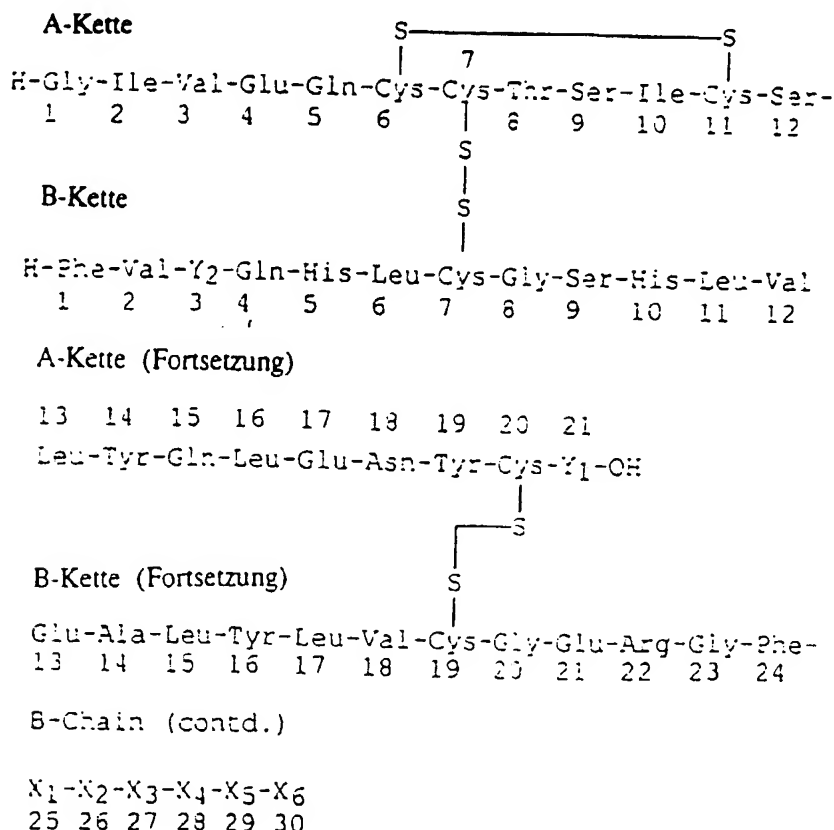 A-Kette
S S
7
H-Gly-Ile-Val-Glu-Gln-Cys-Cys-Thr-Ser-Ile-Cys-Ser-
1 2 3 4 5 6 8 9 10 11 12
S
S
B-Kette
H-Phe-Val-Y2-Gln-His-Leu-Cys-Gly-Ser-His-Leu-Val
1 2 3 4 5 6 7 8 9 10 11 12
A-Kette (Fortsetzung)
13 14 15 16 17 18 19 20 21
Leu-Tyr-Gln-Leu-Glu-Asn-Tyr-Cys-Y1-OH
S
S
B-Kette (Fortsetzung)
Glu-Ala-Leu-Tyr-Leu-Val-Cys-Gly-Glu-Arg-Gly-Phe-
13 14 15 16 17 18 19 20 21 22 23 24
B-Chain (contd.)
X1-X2-X3-X4-X5-X6
25 26 27 28 29 30